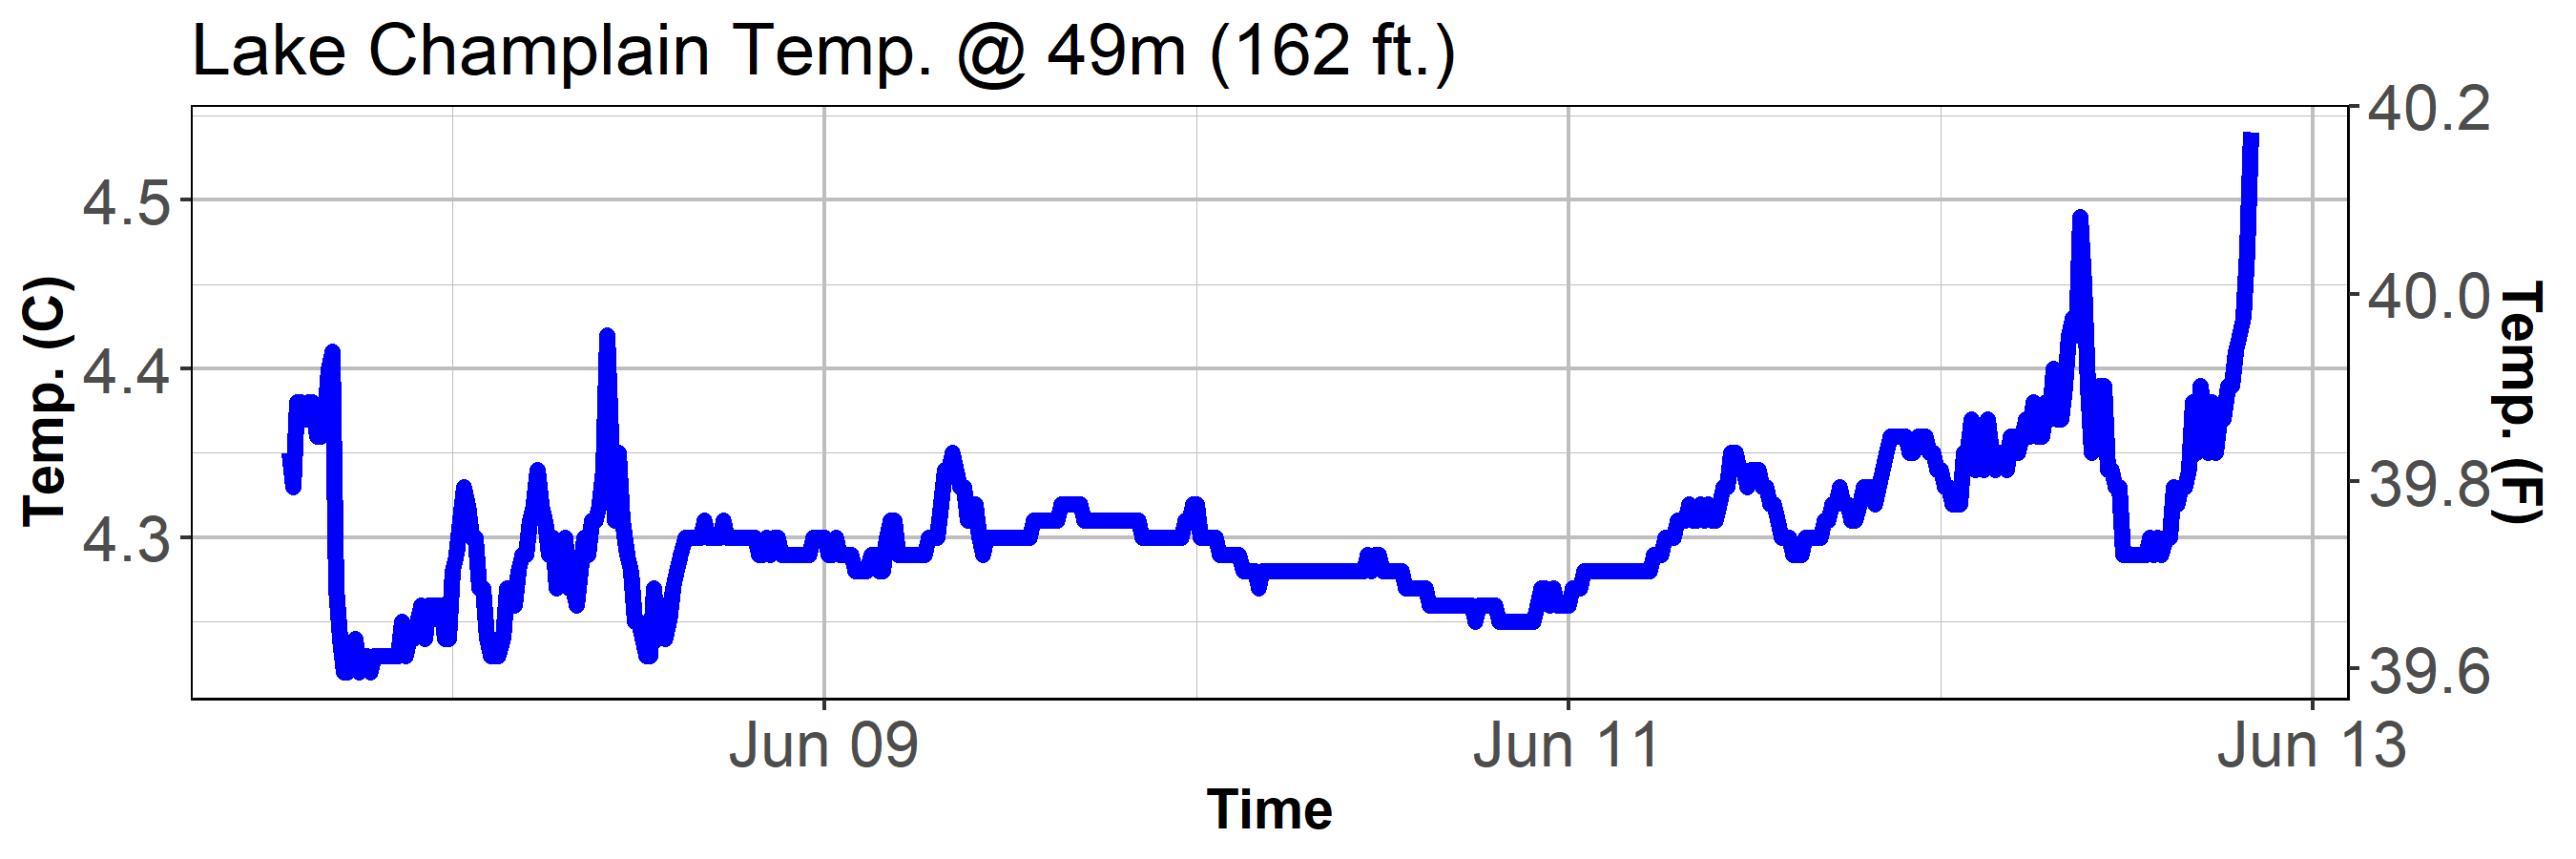 Lake Champlain Temp. @ 49m (162 ft.)
40.2
4.5
40.0
4.4
39.8
4.3
39.6
Temp. (C)
Temp. (F)
Jun 09 Jun 11 Jun 13
Time